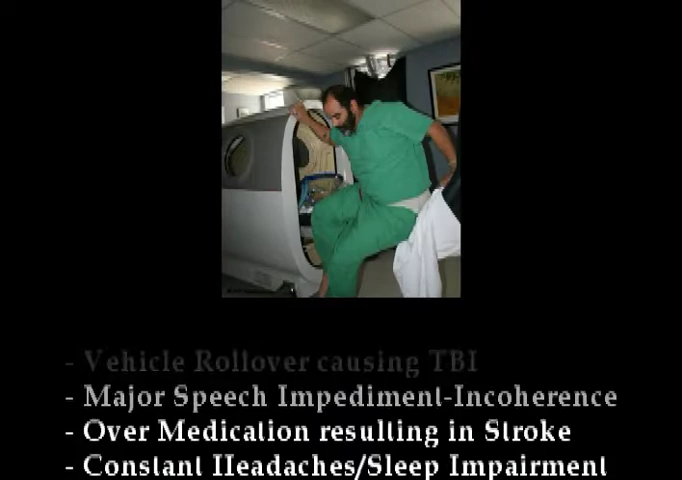 - Vehicle Rollover causing TBI
- Major Speech Impediment-Incoherence
- Over Medication resulting in Stroke
- Constant Headaches/Sleep Impairment